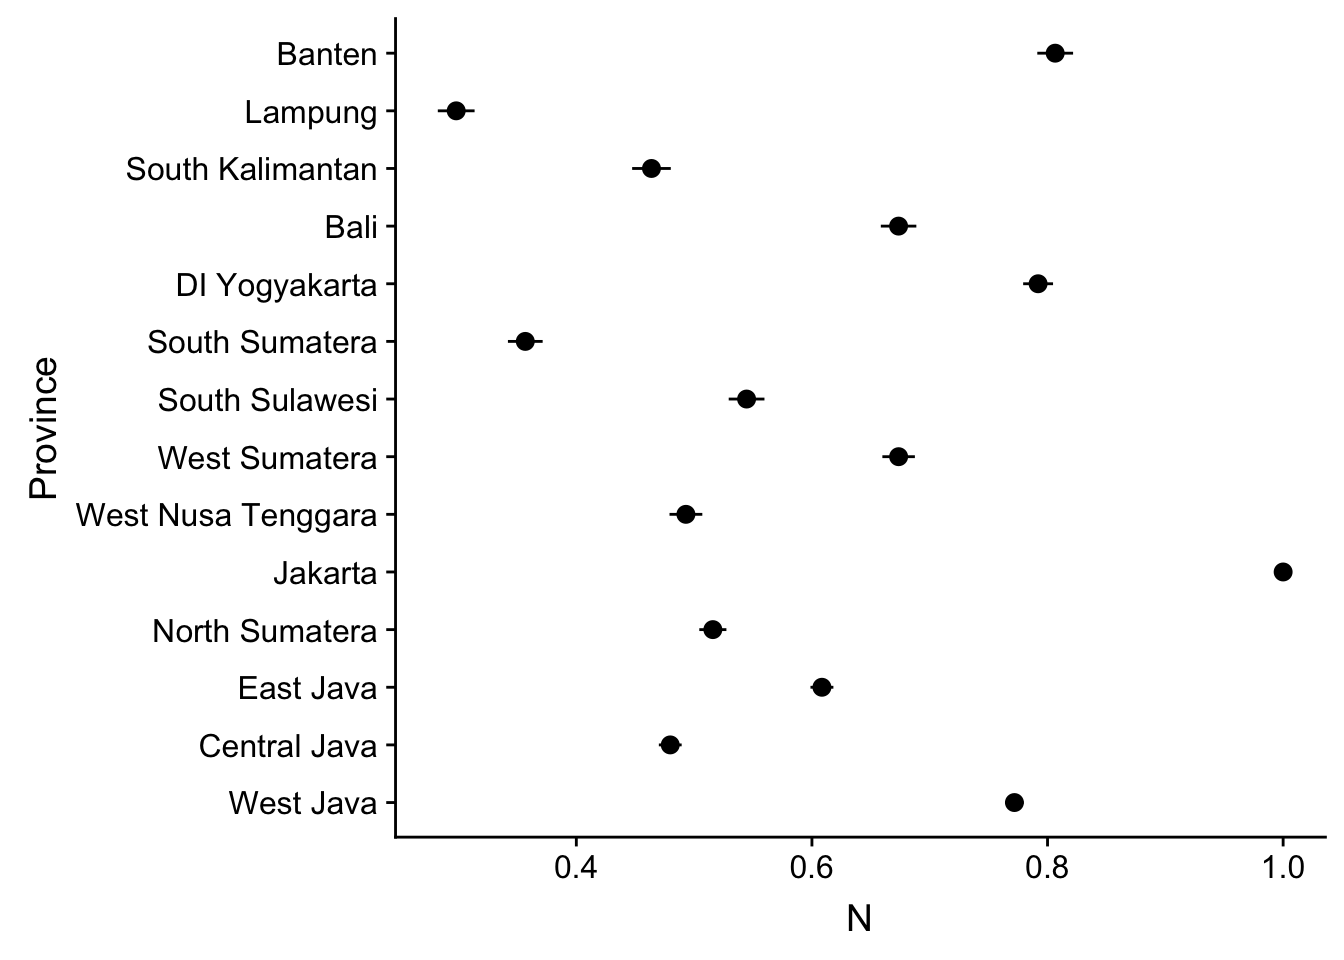 Banten
Lampung
South Kalimantan
Bali
DI Yogyakarta
South Sumatera
South Sulawesi
West Sumatera
West Nusa Tenggara
Jakarta
North Sumatera
East Java
Central Java
West Java
Province
0.4 0.6 0.8 1.0
N